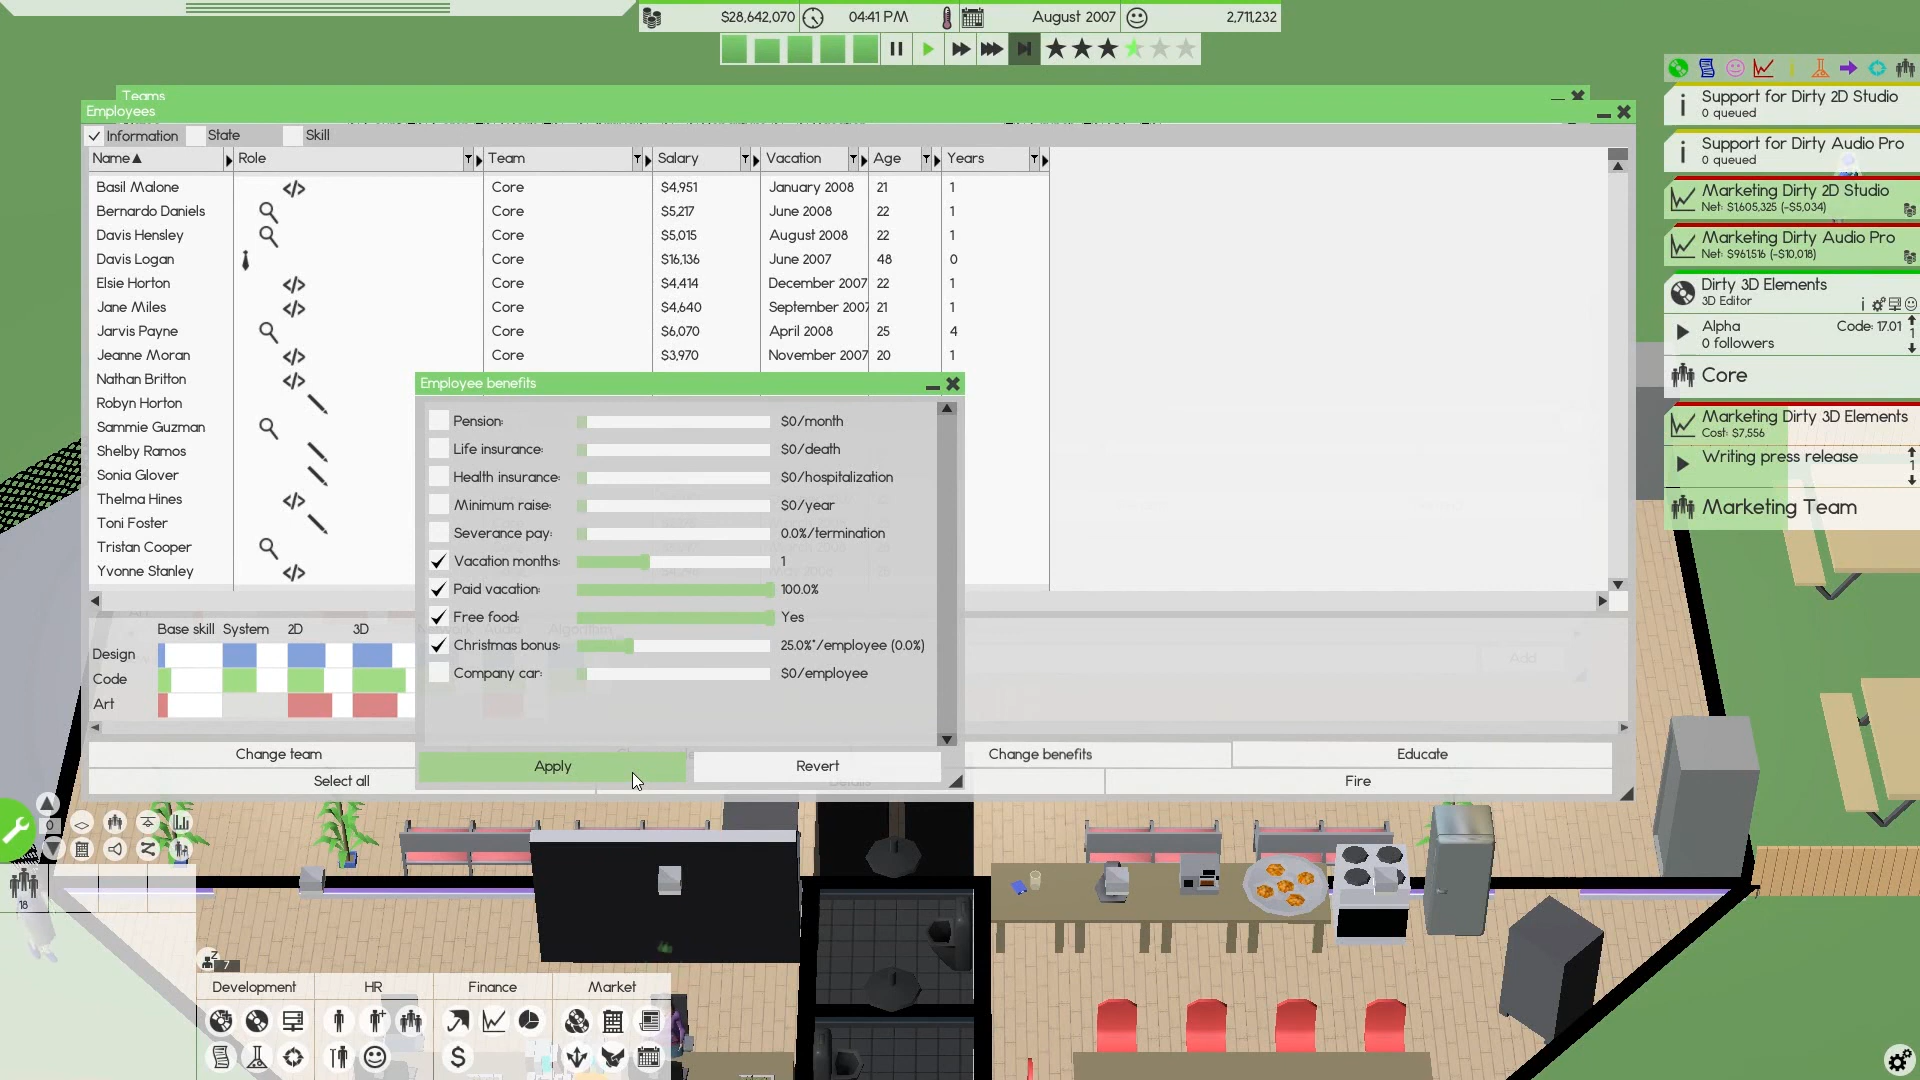 $28,642,070
04:41 PM
August 2007
2,711,232
Teams
Employees
Information
State
Skill
Name
Role
Team
Salary
Vacation
Age
Years
Basil Malone Core $4,951 January 2008 21 1
Bernardo Daniels Core $5,217 June 2008 22 1
Davis Hensley Core $5,015 August 2008 22 1
Davis Logan Core $16,136 June 2007 48 0
Elsie Horton Core $4,414 December 2007 22 1
Jane Miles Core $4,640 September 2007 21 1
Jarvis Payne Core $6,070 April 2008 25 4
Jeanne Moran Core $3,970 November 2007 20 1
Nathan Britton
Robyn Horton
Sammie Guzman
Shelby Ramos
Sonia Glover
Thelma Hines
Toni Foster
Tristan Cooper
Yvonne Stanley
Employee benefits
Pension: $0/month
Life insurance: $0/death
Health insurance: $0/hospitalization
Minimum raise: $0/year
Severance pay: 0.0%/termination
Vacation months: 1
Paid vacation: 100.0%
Free food: Yes
Christmas bonus: 25.0%*/employee (0.0%)
Company car: $0/employee
Apply
Revert
Base skill System 2D 3D
Design
Code
Art
Add
Change team
Change benefits
Educate
Select all
Details
Fire
Support for Dirty 2D Studio
0 queued
Support for Dirty Audio Pro
0 queued
Marketing Dirty 2D Studio
Net: $1,605,325 (-$5,034)
Marketing Dirty Audio Pro
Net: $961,516 (-$10,018)
Dirty 3D Elements
3D Editor
Alpha Code: 17.01
0 followers
1
Core
Marketing Dirty 3D Elements
Cost: $7,556
Writing press release
1
Marketing Team
0
18
7
Development
HR
Finance
Market